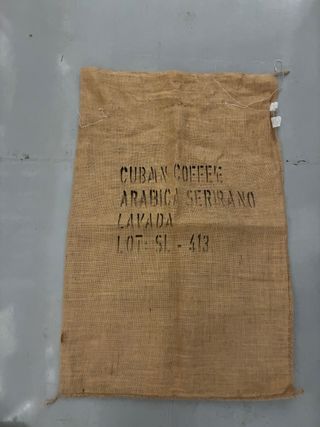 CUBAN COFFEE
ARABICA SERRANO
LAVADA
LOT: SL - 413